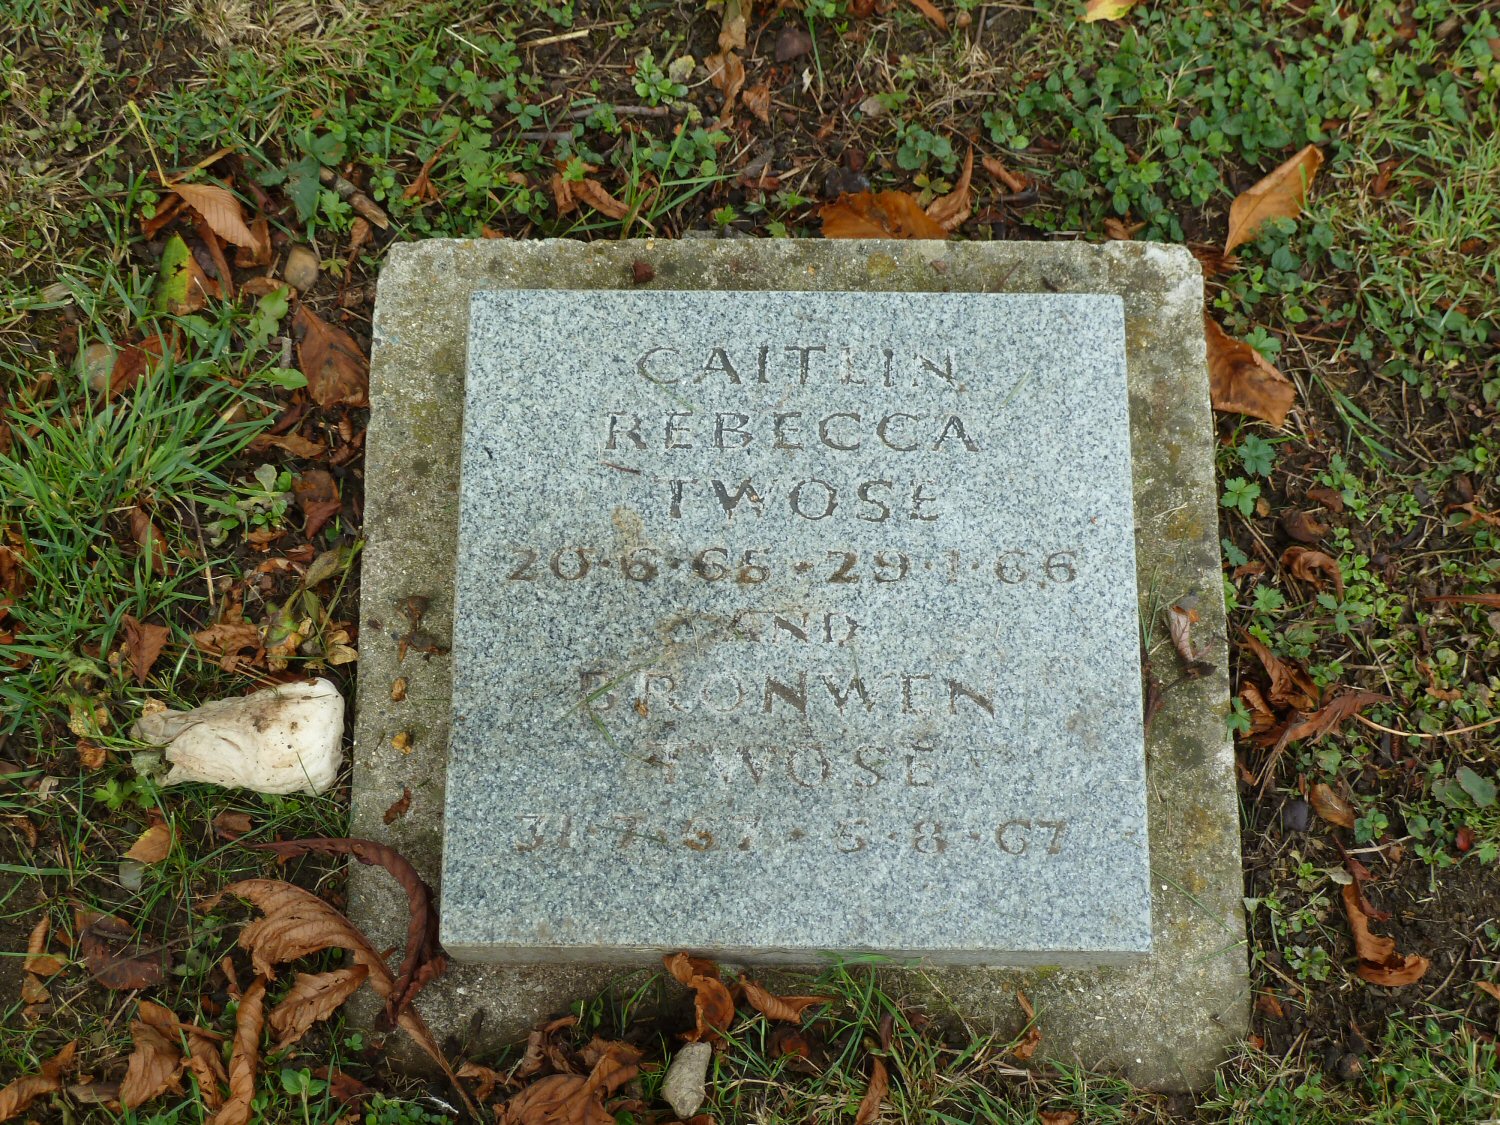 CAITLIN
REBECCA
TWOSE
20·6·65·29·1·66
AND
BRONWEN
TWOSE
31·7·67·5·8·67